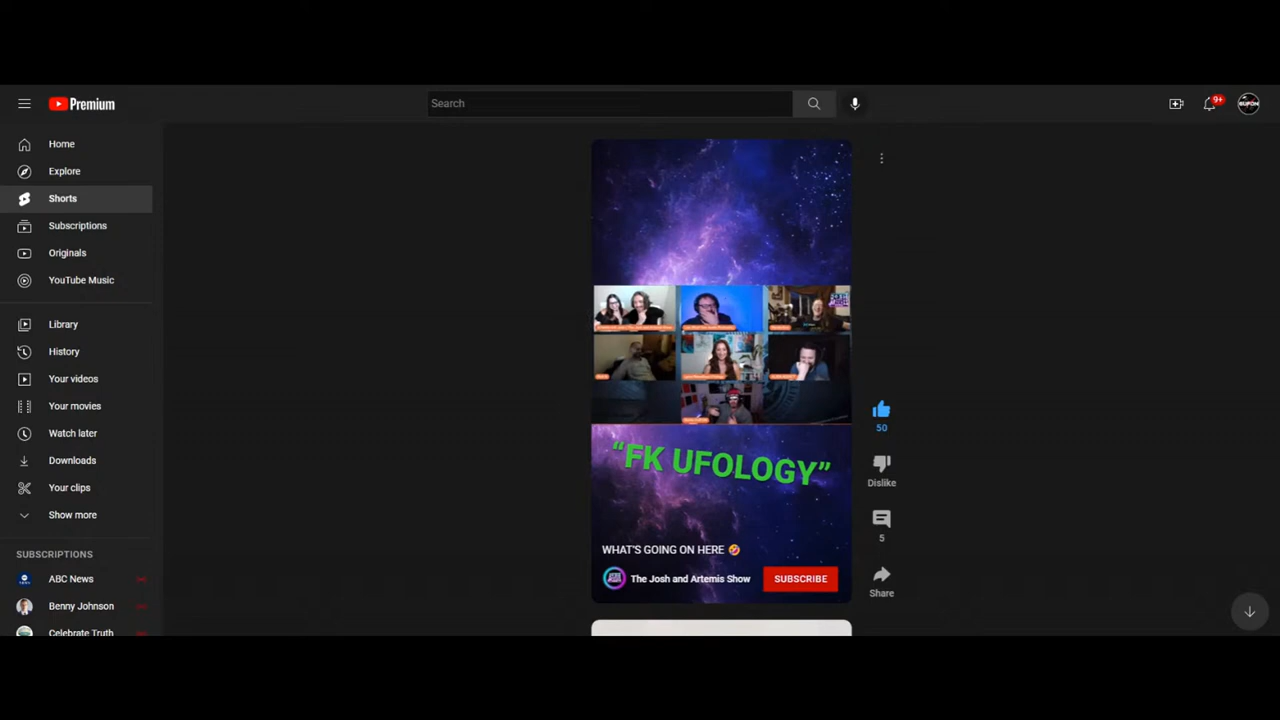 Premium
Search
9+
Home
Explore
Shorts
Subscriptions
Originals
YouTube Music
Library
History
Your videos
Your movies
Watch later
Downloads
Your clips
Show more
SUBSCRIPTIONS
ABC News
Benny Johnson
Celebrate Truth
“FK UFOLOGY”
WHAT'S GOING ON HERE 🤣
The Josh and Artemis Show
SUBSCRIBE
50
Dislike
5
Share